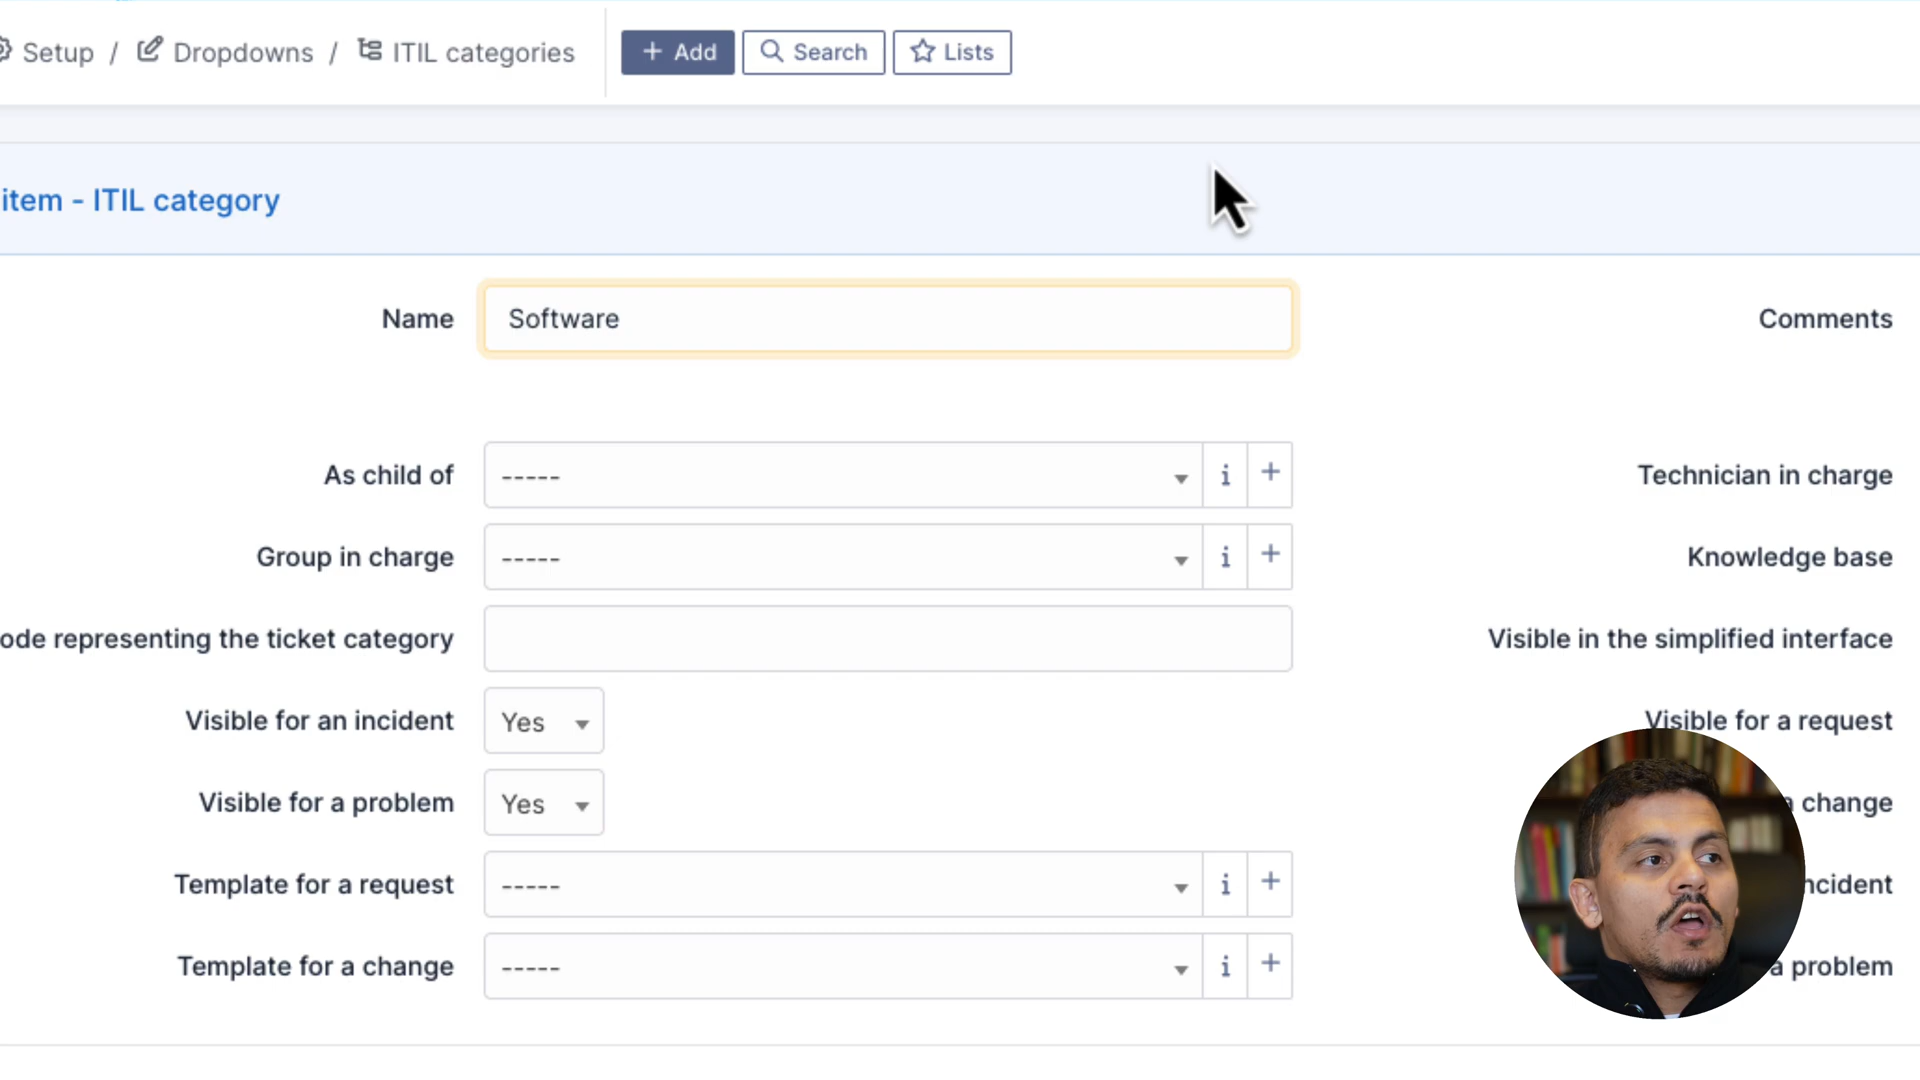 Setup / Dropdowns / ITIL categories + Add Search Lists
item - ITIL category
Name Software Comments
As child of ----- i + Technician in charge
Group in charge ----- i + Knowledge base
ode representing the ticket category Visible in the simplified interface
Visible for an incident Yes Visible for a request
Visible for a problem Yes change
Template for a request ----- i + ncident
Template for a change ----- i + a problem